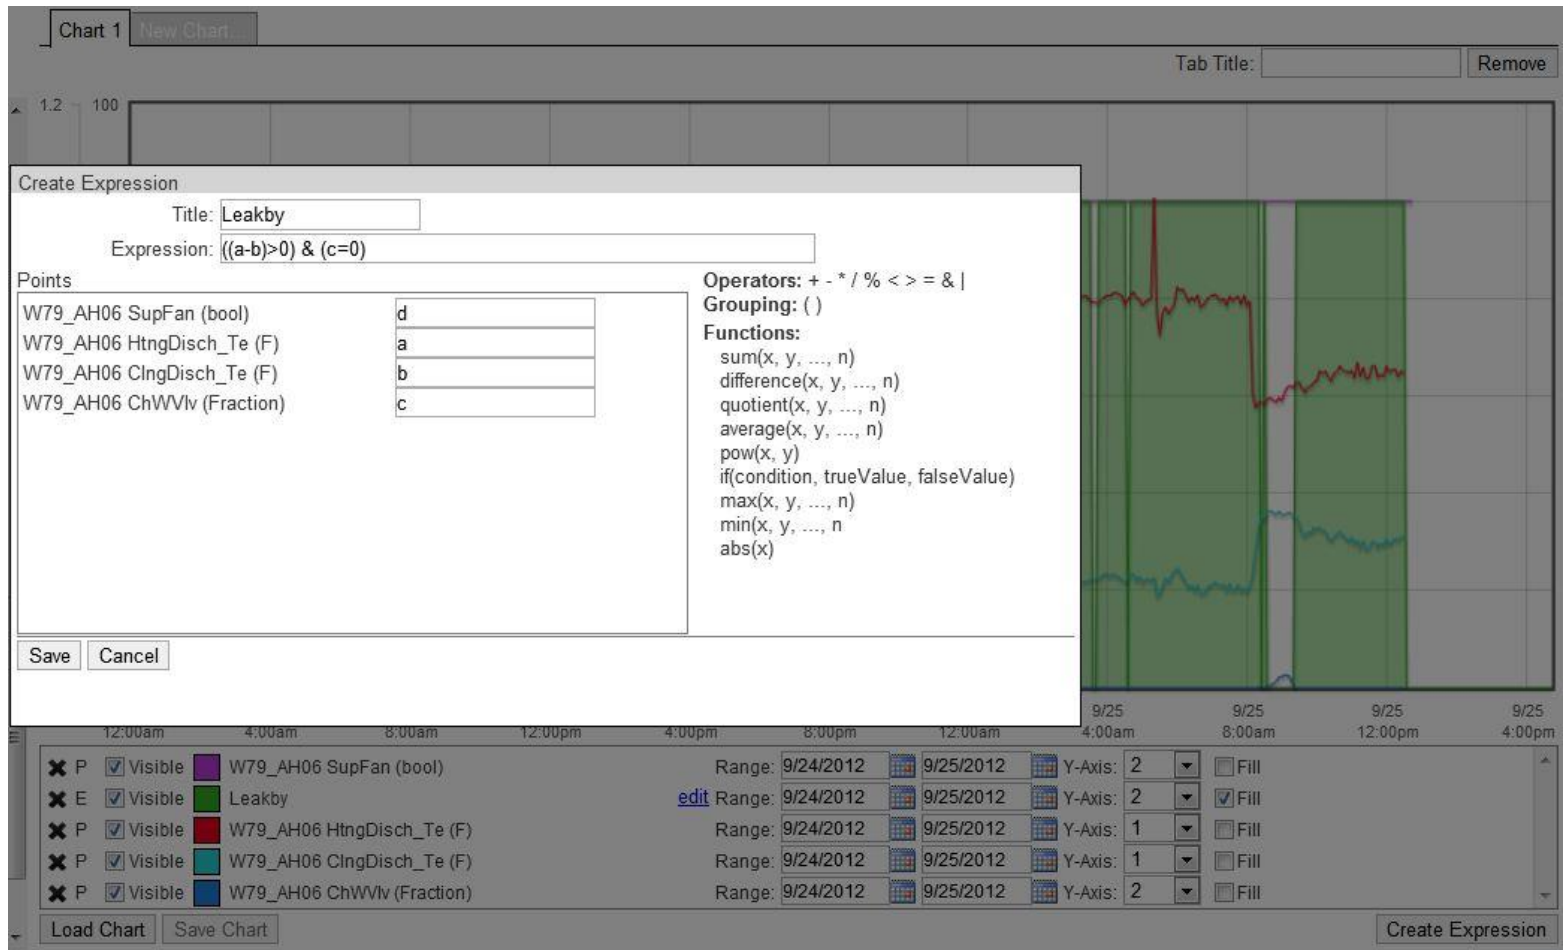 Chart 1 New Chart...
Tab Title: Remove
1.2 100
Create Expression
Title: Leakby
Expression: ((a-b)>0) & (c=0)
Points
W79_AH06 SupFan (bool) d
W79_AH06 HtngDisch_Te (F) a
W79_AH06 ClngDisch_Te (F) b
W79_AH06 ChWVlv (Fraction) c
Operators: + - * / % < > = & |
Grouping: ( )
Functions:
sum(x, y, ..., n)
difference(x, y, ..., n)
quotient(x, y, ..., n)
average(x, y, ..., n)
pow(x, y)
if(condition, trueValue, falseValue)
max(x, y, ..., n)
min(x, y, ..., n
abs(x)
Save Cancel
9/25 9/25 9/25 9/25
12:00am 4:00am 8:00am 12:00pm 4:00pm 8:00pm 12:00am 4:00am 8:00am 12:00pm 4:00pm
P Visible W79_AH06 SupFan (bool) Range: 9/24/2012 9/25/2012 Y-Axis: 2 Fill
E Visible Leakby edit Range: 9/24/2012 9/25/2012 Y-Axis: 2 Fill
P Visible W79_AH06 HtngDisch_Te (F) Range: 9/24/2012 9/25/2012 Y-Axis: 1 Fill
P Visible W79_AH06 ClngDisch_Te (F) Range: 9/24/2012 9/25/2012 Y-Axis: 1 Fill
P Visible W79_AH06 ChWVlv (Fraction) Range: 9/24/2012 9/25/2012 Y-Axis: 2 Fill
Load Chart Save Chart Create Expression